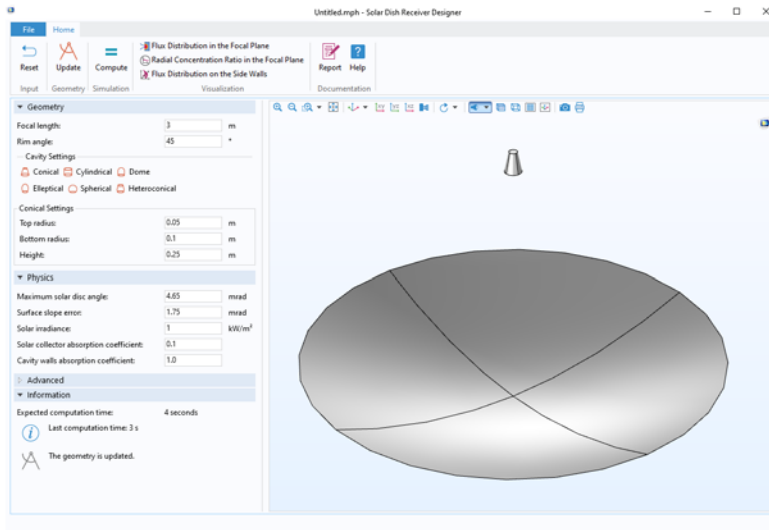 Untitled.mph - Solar Dish Receiver Designer
File Home
Reset Update Compute
Flux Distribution in the Focal Plane
Radial Concentration Ratio in the Focal Plane
Flux Distribution on the Side Walls
Report Help
Input Geometry Simulation Visualization Documentation
Geometry
Focal length: 3 m
Rim angle: 45 °
Cavity Settings
Conical Cylindrical Dome
Elleptical Spherical Heteroconical
Conical Settings
Top radius: 0.05 m
Bottom radius: 0.1 m
Height: 0.25 m
Physics
Maximum solar disc angle: 4.65 mrad
Surface slope error: 1.75 mrad
Solar irradiance: 1 kW/m²
Solar collector absorption coefficient: 0.1
Cavity walls absorption coefficient: 1.0
Advanced
Information
Expected computation time: 4 seconds
Last computation time: 3 s
The geometry is updated.